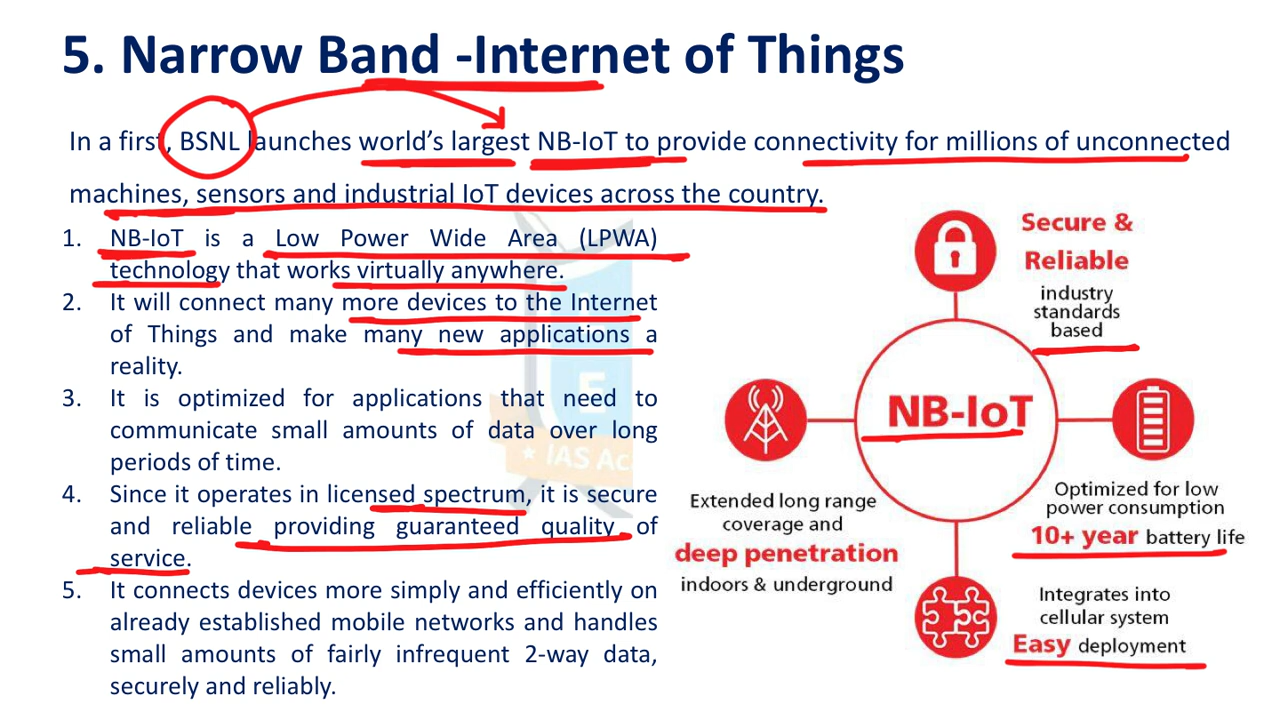 5. Narrow Band -Internet of Things
In a first, BSNL launches world's largest NB-IoT to provide connectivity for millions of unconnected
machines, sensors and industrial IoT devices across the country.
1. NB-IoT is a Low Power Wide Area (LPWA)
technology that works virtually anywhere.
2. It will connect many more devices to the Internet
of Things and make many new applications a
reality.
3. It is optimized for applications that need to
communicate small amounts of data over long
periods of time.
4. Since it operates in licensed spectrum, it is secure
and reliable providing guaranteed quality of
service.
5. It connects devices more simply and efficiently on
already established mobile networks and handles
small amounts of fairly infrequent 2-way data,
securely and reliably.
E
IAS Ac
Secure &
Reliable
industry
standards
based
NB-IoT
Extended long range
coverage and
deep penetration
indoors & underground
Optimized for low
power consumption
10+ year battery life
Integrates into
cellular system
Easy deployment